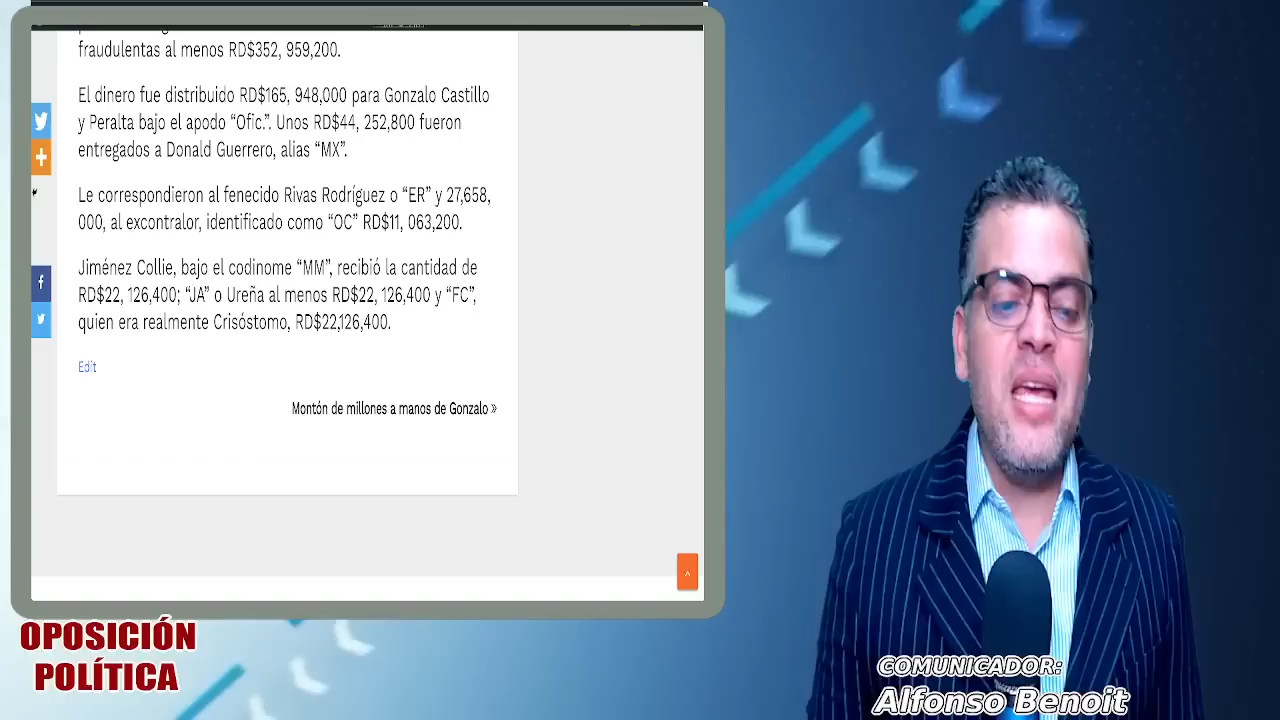 fraudulentas al menos RD$352, 959,200.
El dinero fue distribuido RD$165, 948,000 para Gonzalo Castillo
y Peralta bajo el apodo “Ofic.”. Unos RD$44, 252,800 fueron
entregados a Donald Guerrero, alias “MX”.
Le correspondieron al fenecido Rivas Rodríguez o “ER” y 27,658,
000, al excontralor, identificado como “OC” RD$11, 063,200.
Jiménez Collie, bajo el codinome “MM”, recibió la cantidad de
RD$22, 126,400; “JA” o Ureña al menos RD$22, 126,400 y “FC”,
quien era realmente Crisóstomo, RD$22,126,400.
Edit
Montón de millones a manos de Gonzalo »
OPOSICIÓN
POLÍTICA
COMUNICADOR:
Alfonso Benoit